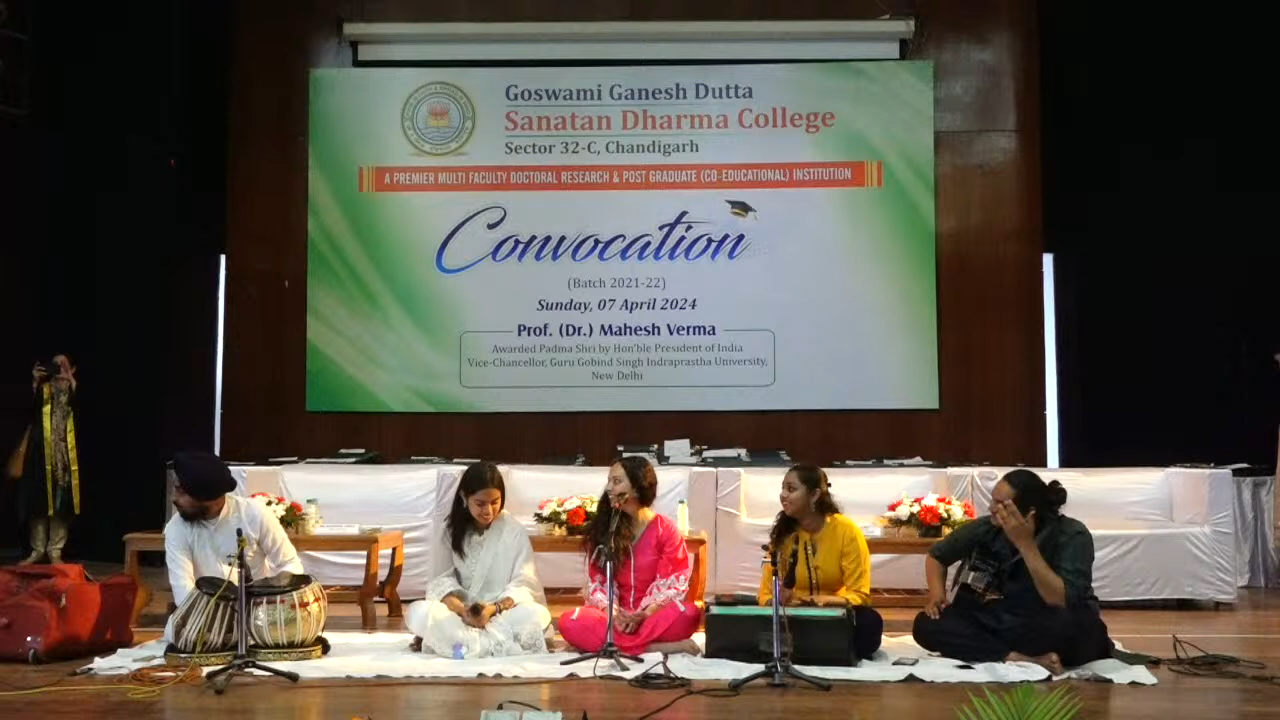 Goswami Ganesh Dutta
Sanatan Dharma College
Sector 32-C, Chandigarh
A PREMIER MULTI FACULTY DOCTORAL RESEARCH & POST GRADUATE (CO-EDUCATIONAL) INSTITUTION
Convocation
(Batch 2021-22)
Sunday, 07 April 2024
Prof. (Dr.) Mahesh Verma
Awarded Padma Shri by Hon'ble President of India
Vice-Chancellor, Guru Gobind Singh Indraprastha University,
New Delhi